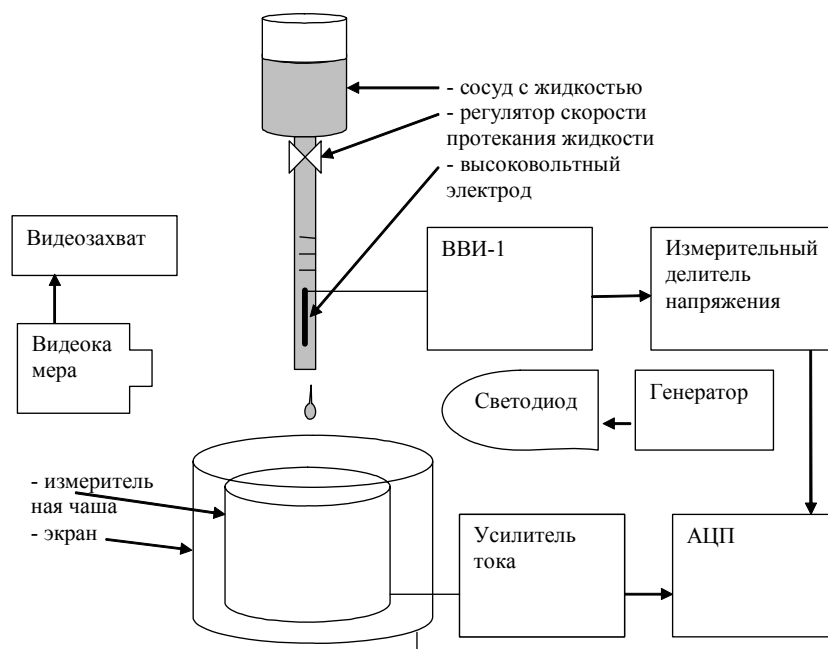 - сосуд с жидкостью
- регулятор скорости
протекания жидкости
- высоковольтный
электрод
Видеозахват
ВВИ-1
Измерительный
делитель
напряжения
Видеока
мера
Светодиод
Генератор
- измеритель
ная чаша
- экран
Усилитель
тока
АЦП